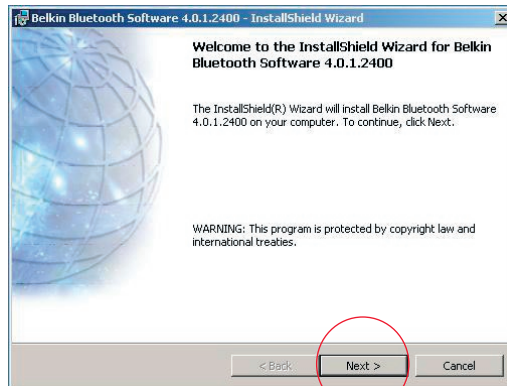 Belkin Bluetooth Software 4.0.1.2400 - InstallShield Wizard
Welcome to the InstallShield Wizard for Belkin
Bluetooth Software 4.0.1.2400
The InstallShield(R) Wizard will install Belkin Bluetooth Software
4.0.1.2400 on your computer. To continue, click Next.
WARNING: This program is protected by copyright law and
international treaties.
< Back Next > Cancel